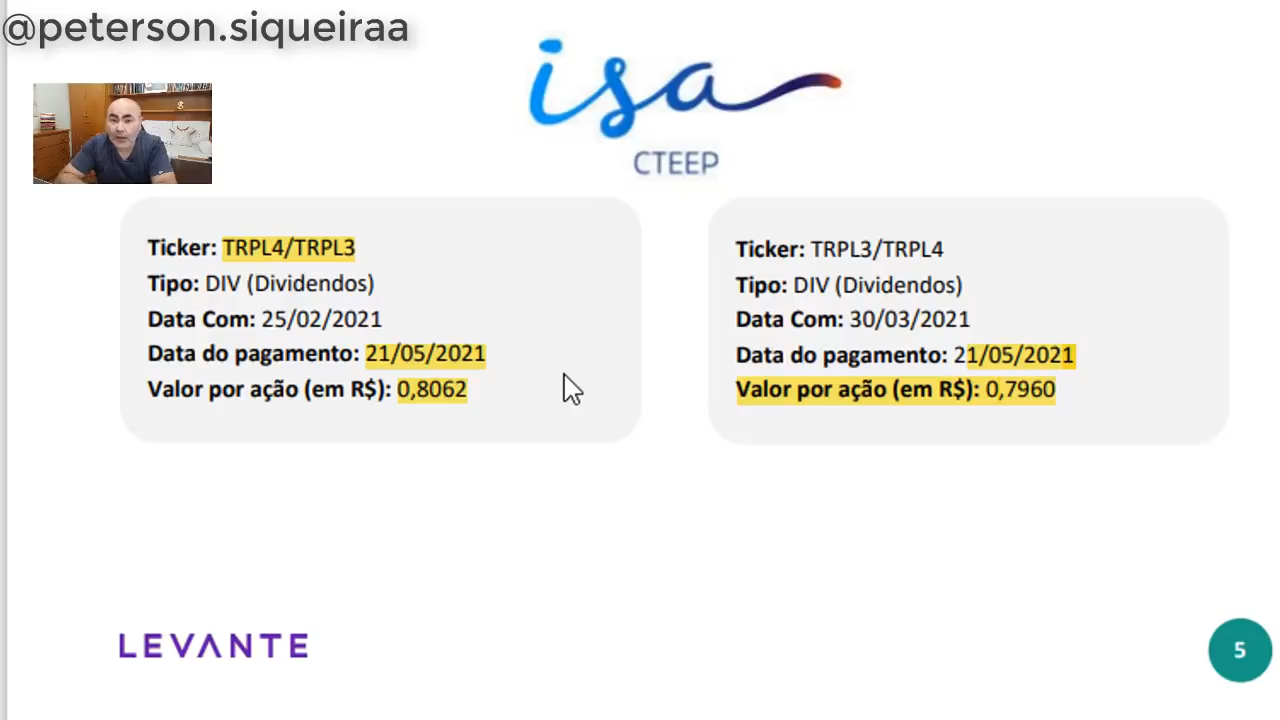 @peterson.siqueiraa
isa
CTEEP
Ticker: TRPL4/TRPL3
Tipo: DIV (Dividendos)
Data Com: 25/02/2021
Data do pagamento: 21/05/2021
Valor por ação (em R$): 0,8062
Ticker: TRPL3/TRPL4
Tipo: DIV (Dividendos)
Data Com: 30/03/2021
Data do pagamento: 21/05/2021
Valor por ação (em R$): 0,7960
LEVANTE
5